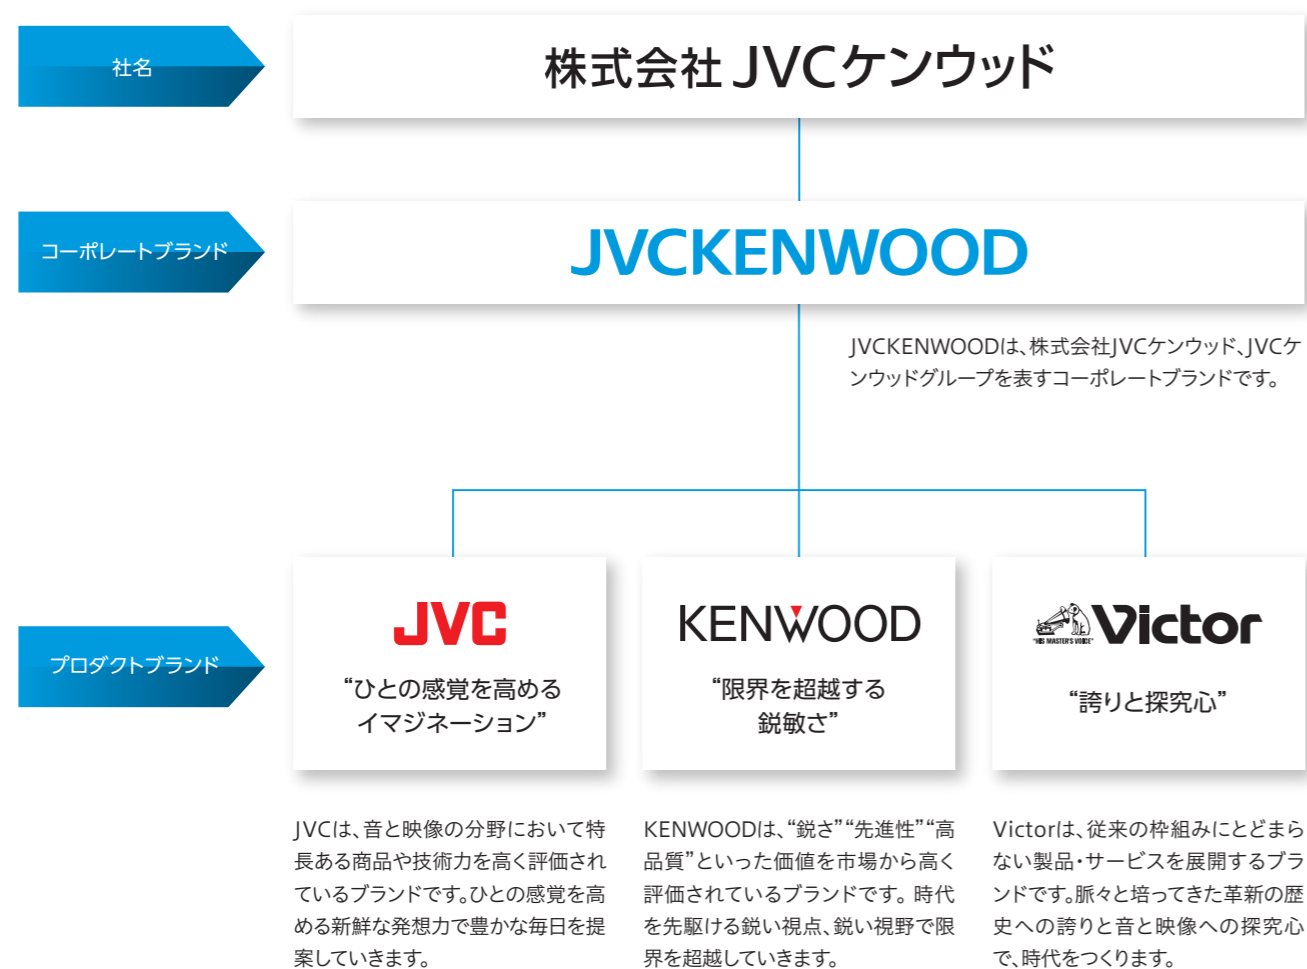 社名
株式会社 JVCケンウッド
コーポレートブランド
JVCKENWOOD
JVCKENWOODは、株式会社JVCケンウッド、JVCケ
ンウッドグループを表すコーポレートブランドです。
プロダクトブランド
JVC
“ひとの感覚を高める
イマジネーション”
JVCは、音と映像の分野において特
長ある商品や技術力を高く評価され
ているブランドです。ひとの感覚を高
める新鮮な発想力で豊かな毎日を提
案していきます。
KENWOOD
“限界を超越する
鋭敏さ”
KENWOODは、“鋭さ”“先進性”“高
品質”といった価値を市場から高く
評価されているブランドです。時代
を先駆ける鋭い視点、鋭い視野で限
界を超越していきます。
"HIS MASTER'S VOICE"
Victor
“誇りと探究心”
Victorは、従来の枠組みにとどまら
ない製品・サービスを展開するブラ
ンドです。脈々と培ってきた革新の歴
史への誇りと音と映像への探究心
で、時代をつくります。